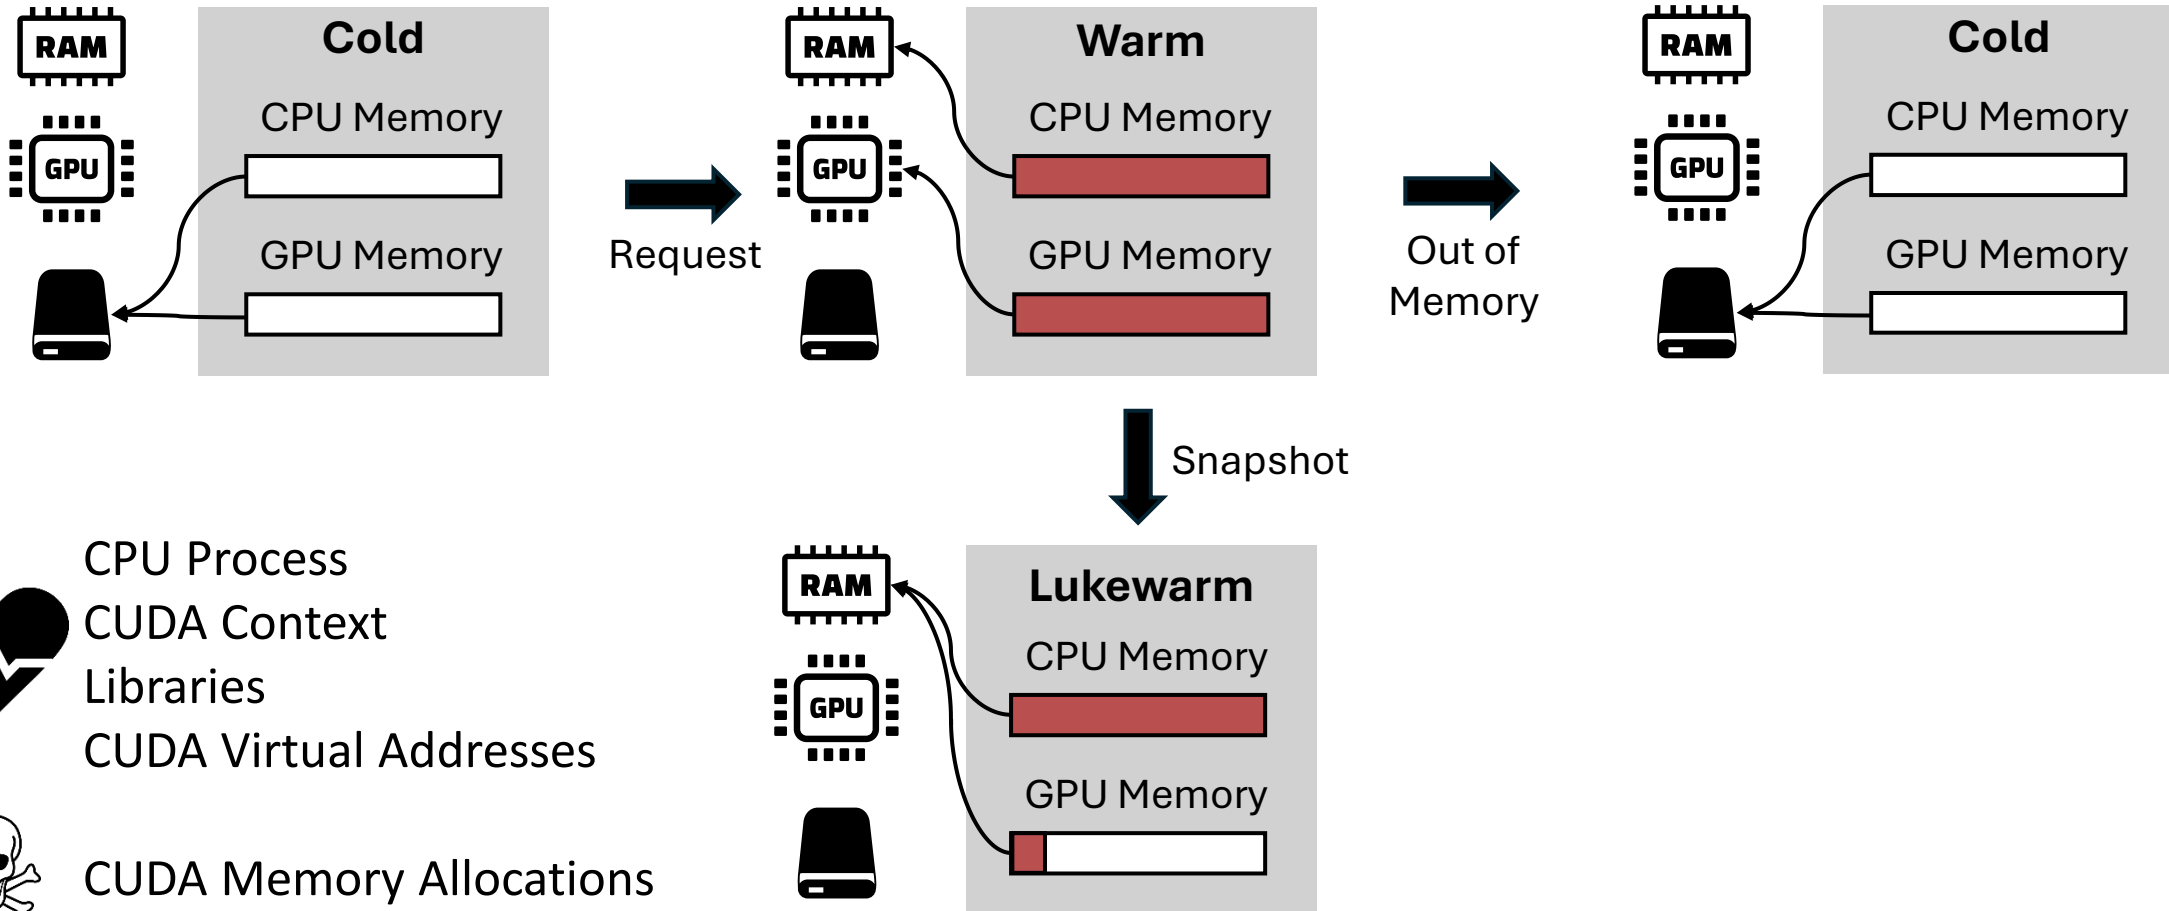 RAM
Cold
CPU Memory
GPU
GPU Memory
Request
RAM
Warm
CPU Memory
GPU
GPU Memory
Out of
Memory
RAM
Cold
CPU Memory
GPU
GPU Memory
Snapshot
RAM
Lukewarm
CPU Memory
GPU
GPU Memory
CPU Process
CUDA Context
Libraries
CUDA Virtual Addresses
CUDA Memory Allocations